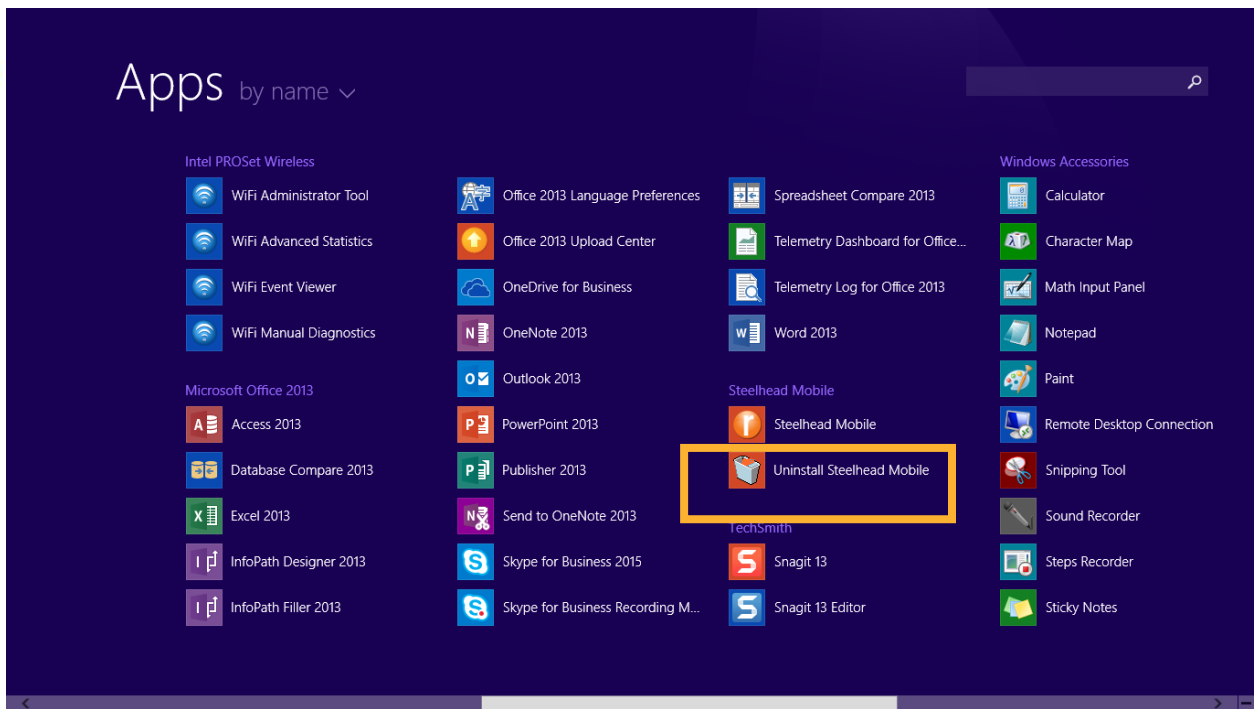 Apps by name
Intel PROSet Wireless
WiFi Administrator Tool
WiFi Advanced Statistics
WiFi Event Viewer
WiFi Manual Diagnostics
Microsoft Office 2013
Access 2013
Database Compare 2013
Excel 2013
InfoPath Designer 2013
InfoPath Filler 2013
Office 2013 Language Preferences
Office 2013 Upload Center
OneDrive for Business
OneNote 2013
Outlook 2013
PowerPoint 2013
Publisher 2013
Send to OneNote 2013
Skype for Business 2015
Skype for Business Recording M...
Spreadsheet Compare 2013
Telemetry Dashboard for Office...
Telemetry Log for Office 2013
Word 2013
Steelhead Mobile
Steelhead Mobile
Uninstall Steelhead Mobile
TechSmith
Snagit 13
Snagit 13 Editor
Windows Accessories
Calculator
Character Map
Math Input Panel
Notepad
Paint
Remote Desktop Connection
Snipping Tool
Sound Recorder
Steps Recorder
Sticky Notes